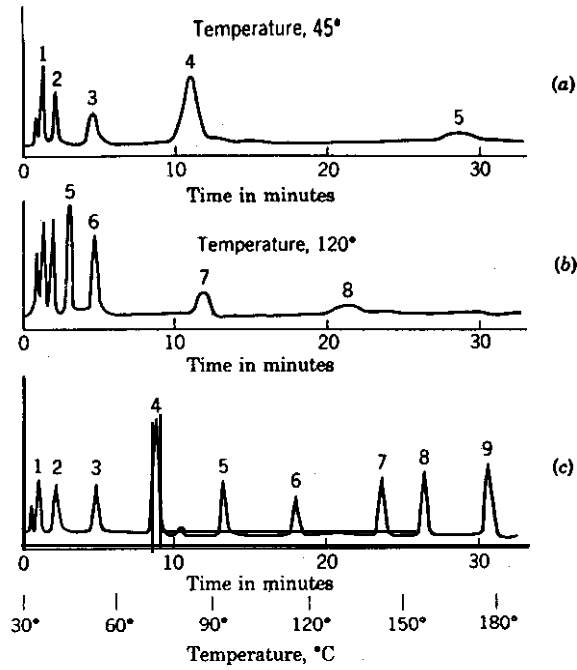 Temperature, 45°
1 2 3 4 5
(a)
0 10 20 30
Time in minutes
5 6 7 8
Temperature, 120°
(b)
0 10 20 30
Time in minutes
1 2 3 4 5 6 7 8 9
(c)
0 10 20 30
Time in minutes
30° 60° 90° 120° 150° 180°
Temperature, °C